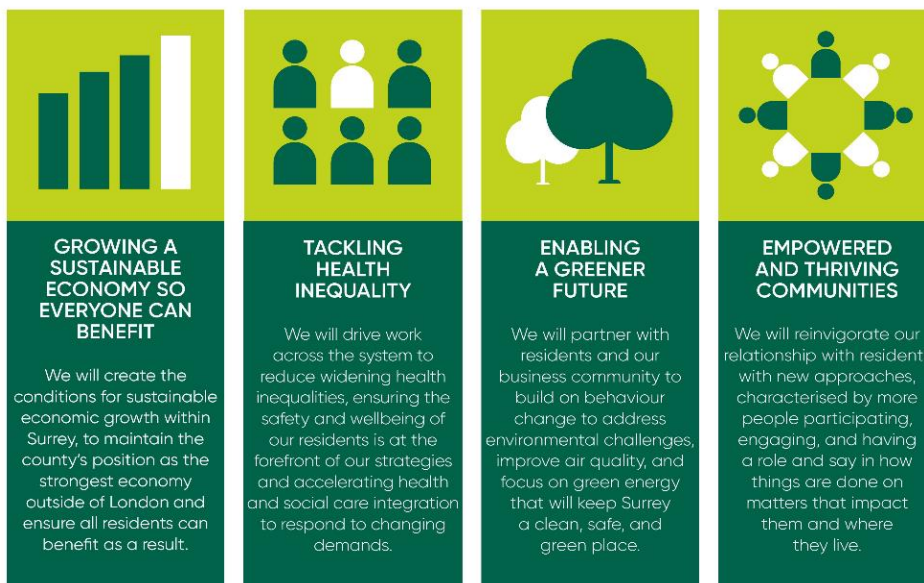 GROWING A
SUSTAINABLE
ECONOMY SO
EVERYONE CAN
BENEFIT
We will create the
conditions for sustainable
economic growth within
Surrey, to maintain the
county's position as the
strongest economy
outside of London and
ensure all residents can
benefit as a result.
TACKLING
HEALTH
INEQUALITY
We will drive work
across the system to
reduce widening health
inequalities, ensuring the
safety and wellbeing of
our residents is at the
forefront of our strategies
and accelerating health
and social care integration
to respond to changing
demands.
ENABLING
A GREENER
FUTURE
We will partner with
residents and our
business community to
build on behaviour
change to address
environmental challenges,
improve air quality, and
focus on green energy
that will keep Surrey
a clean, safe, and
green place.
EMPOWERED
AND THRIVING
COMMUNITIES
We will reinvigorate our
relationship with resident
with new approaches,
characterised by more
people participating,
engaging, and having
a role and say in how
things are done on
matters that impact
them and where
they live.